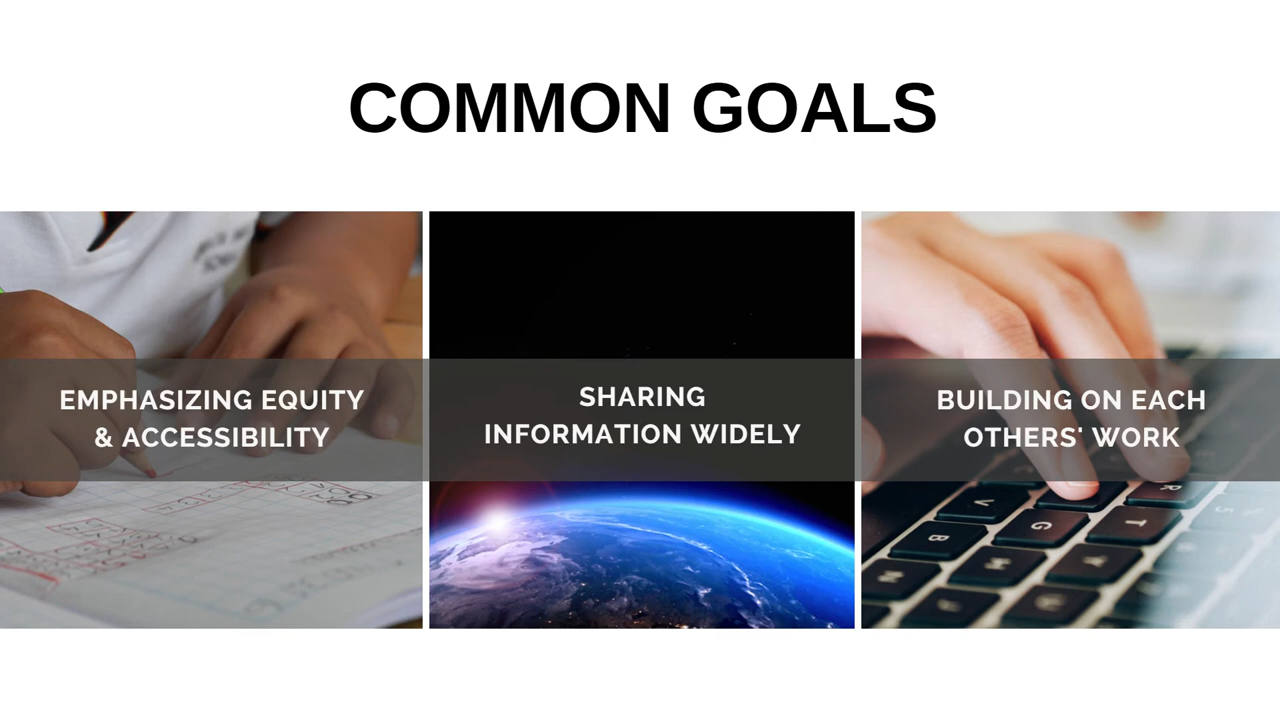 COMMON GOALS
EMPHASIZING EQUITY
& ACCESSIBILITY
SHARING
INFORMATION WIDELY
BUILDING ON EACH
OTHERS' WORK
V
R
B
G
T